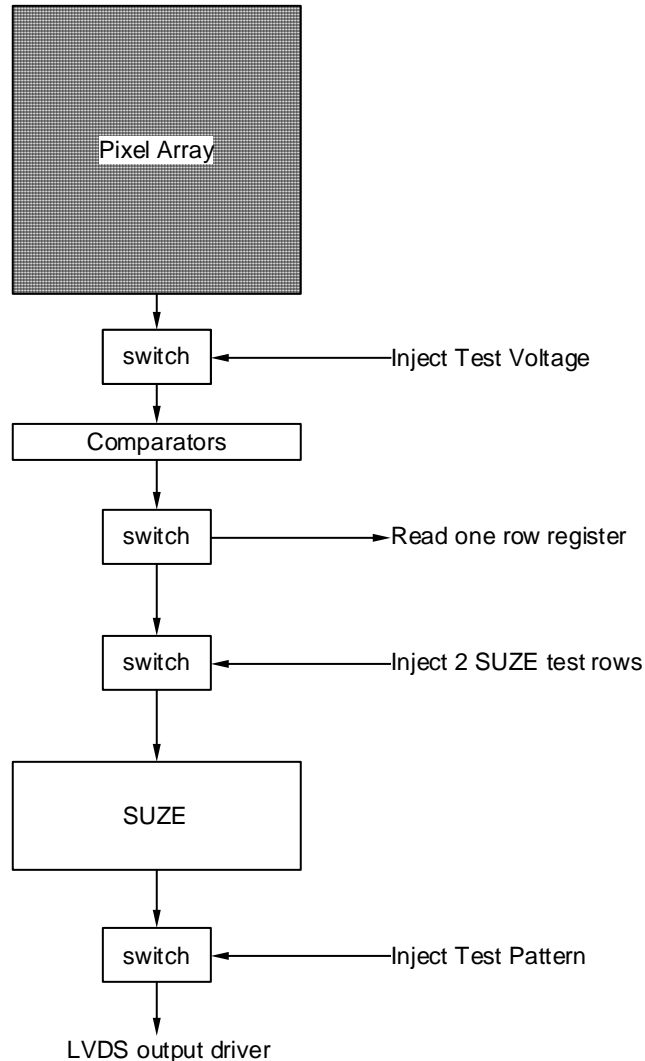 Pixel Array
switch
Inject Test Voltage
Comparators
switch
Read one row register
switch
Inject 2 SUZE test rows
SUZE
switch
Inject Test Pattern
LVDS output driver